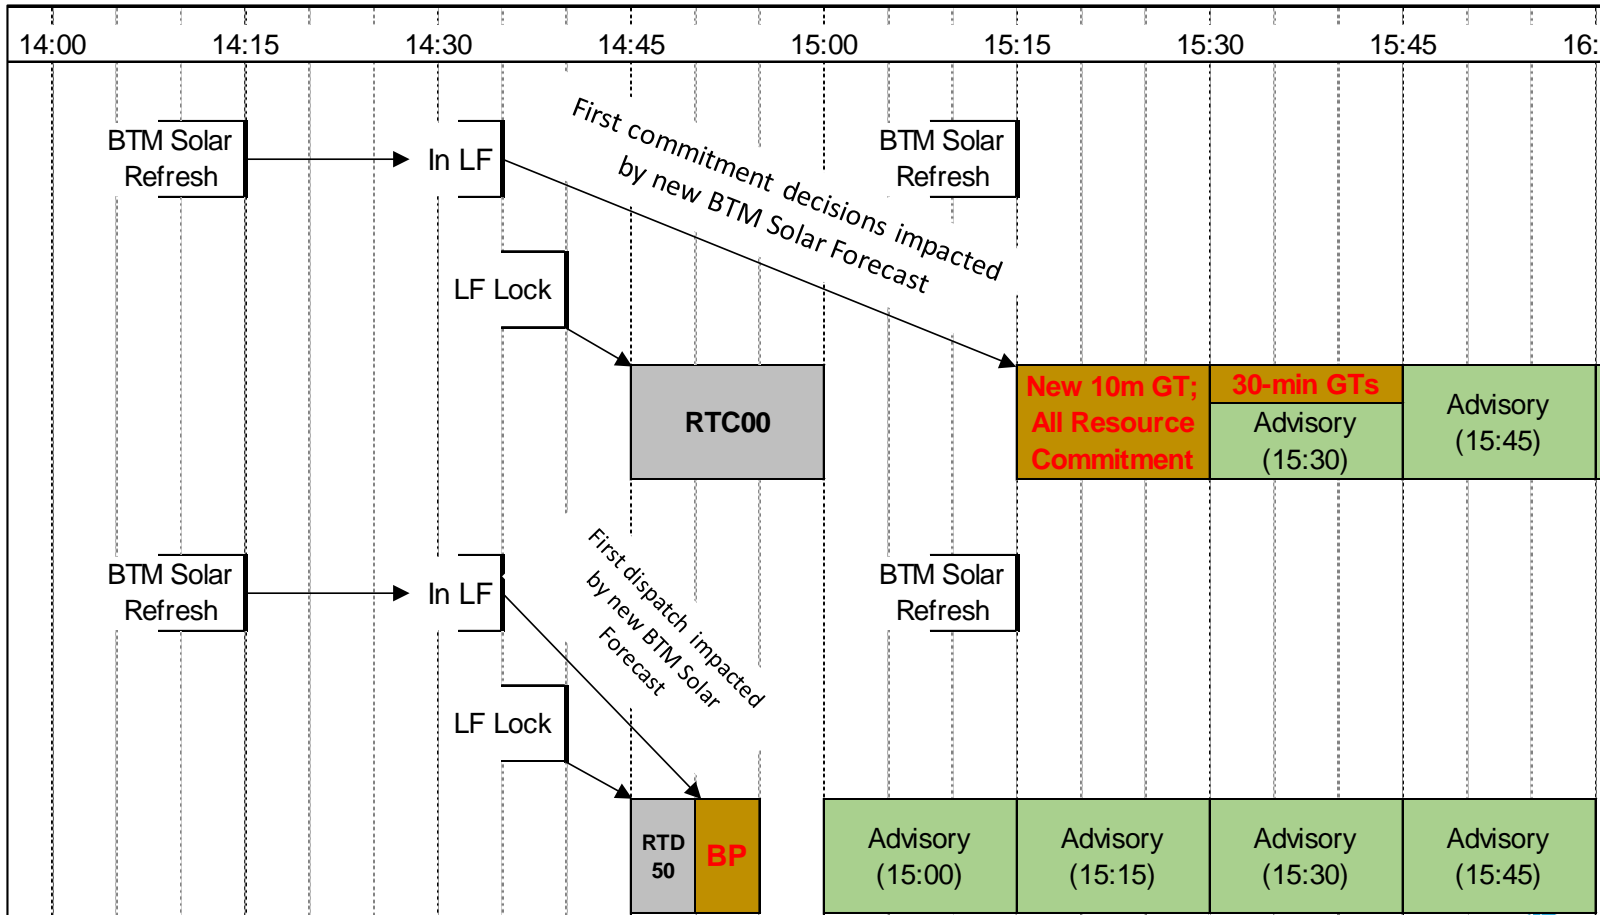 14:00 14:15 14:30 14:45 15:00 15:15 15:30 15:45 16:
BTM Solar
Refresh
In LF
First commitment decisions impacted
by new BTM Solar Forecast
BTM Solar
Refresh
LF Lock
RTC00
New 10m GT;
All Resource
Commitment
30-min GTs
Advisory
(15:30)
Advisory
(15:45)
BTM Solar
Refresh
In LF
First dispatch impacted
by new BTM Solar
Forecast
BTM Solar
Refresh
LF Lock
RTD
50
BP
Advisory
(15:00)
Advisory
(15:15)
Advisory
(15:30)
Advisory
(15:45)